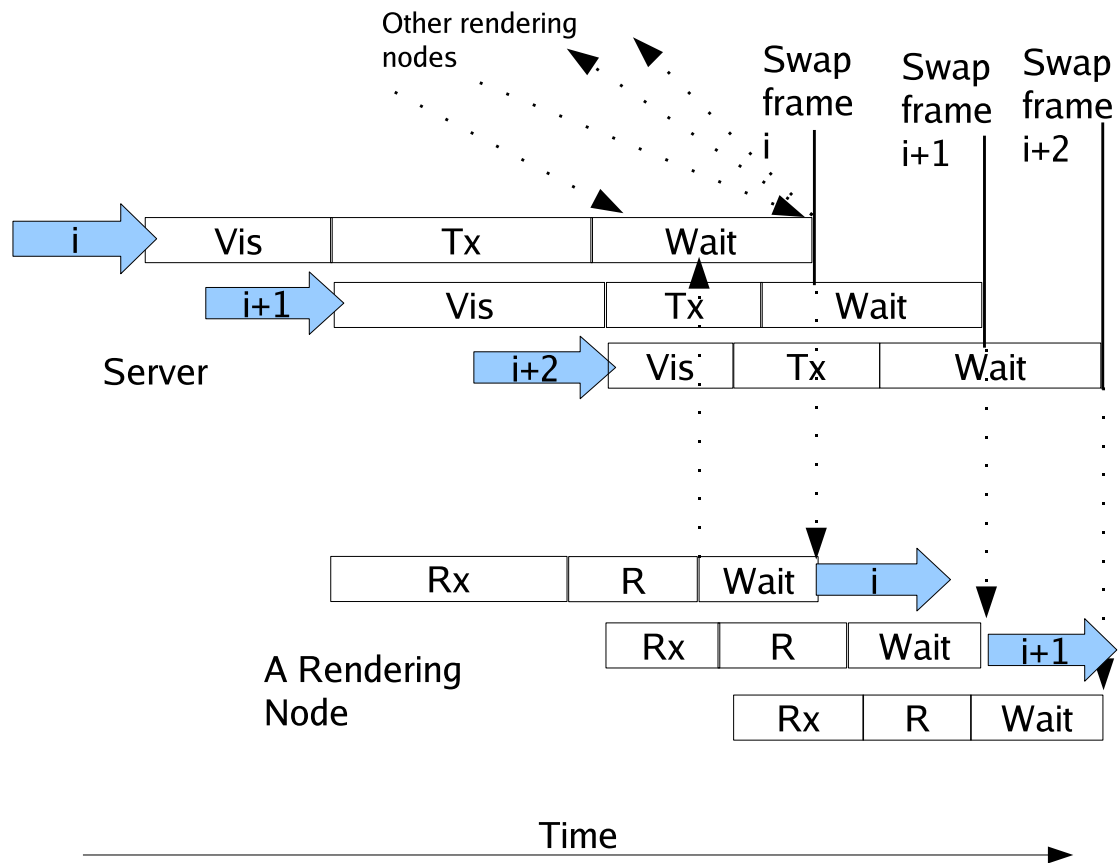 Other rendering
nodes
Swap
frame
i
Swap
frame
i+1
Swap
frame
i+2
i
Vis
Tx
Wait
i+1
Vis
Tx
Wait
Server
i+2
Vis
Tx
Wait
Rx
R
Wait
i
A Rendering
Node
Rx
R
Wait
i+1
Rx
R
Wait
Time